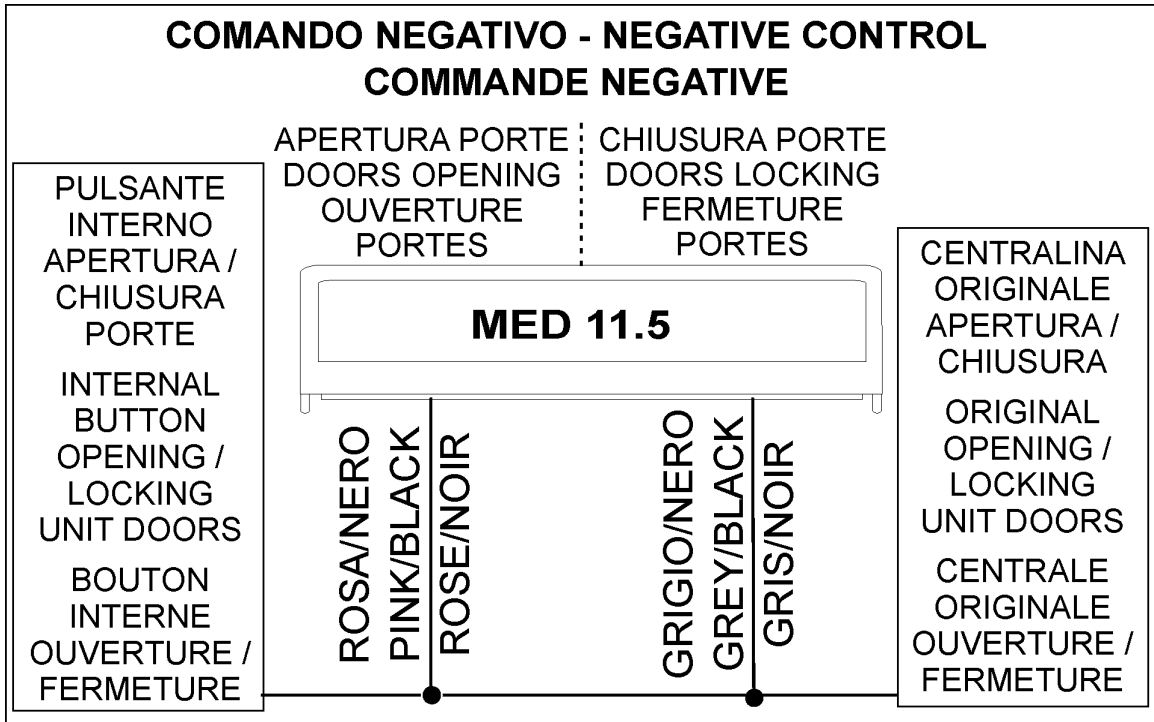 COMANDO NEGATIVO - NEGATIVE CONTROL
COMMANDE NEGATIVE
APERTURA PORTE
DOORS OPENING
OUVERTURE
PORTES
CHIUSURA PORTE
DOORS LOCKING
FERMETURE
PORTES
PULSANTE
INTERNO
APERTURA /
CHIUSURA
PORTE
INTERNAL
BUTTON
OPENING /
LOCKING
UNIT DOORS
BOUTON
INTERNE
OUVERTURE /
FERMETURE
MED 11.5
ROSA/NERO
PINK/BLACK
ROSE/NOIR
GRIGIO/NERO
GREY/BLACK
GRIS/NOIR
CENTRALINA
ORIGINALE
APERTURA /
CHIUSURA
ORIGINAL
OPENING /
LOCKING
UNIT DOORS
CENTRALE
ORIGINALE
OUVERTURE /
FERMETURE